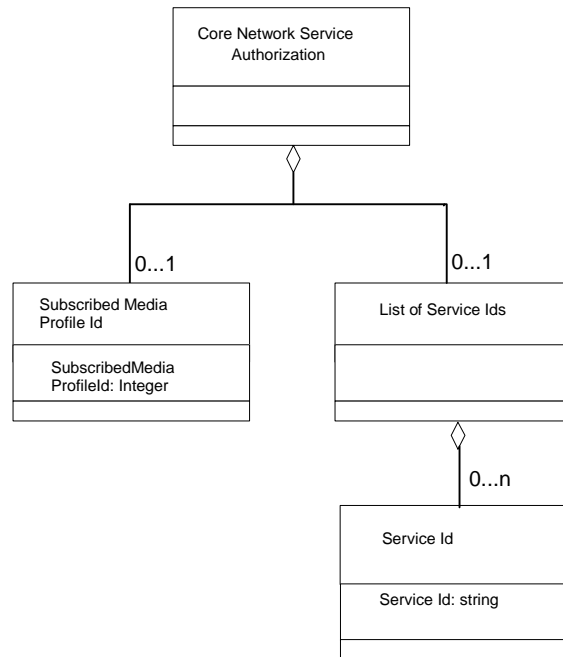 Core Network Service
Authorization
0...1
0...1
Subscribed Media
Profile Id
List of Service Ids
SubscribedMedia
ProfileId: Integer
0...n
Service Id
Service Id: string